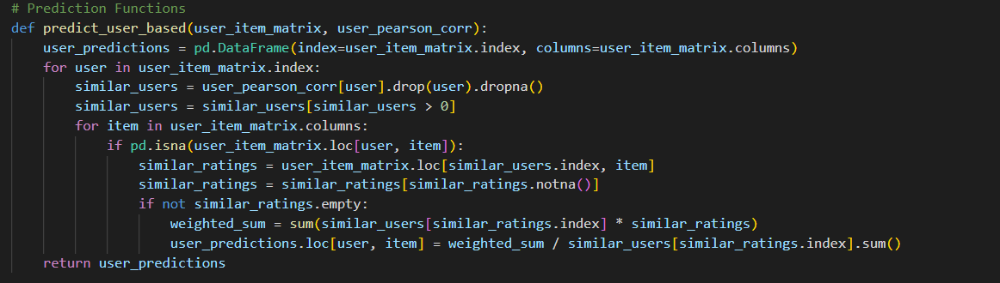 # Prediction Functions
def predict_user_based(user_item_matrix, user_pearson_corr):
    user_predictions = pd.DataFrame(index=user_item_matrix.index, columns=user_item_matrix.columns)
    for user in user_item_matrix.index:
        similar_users = user_pearson_corr[user].drop(user).dropna()
        similar_users = similar_users[similar_users > 0]
        for item in user_item_matrix.columns:
            if pd.isna(user_item_matrix.loc[user, item]):
                similar_ratings = user_item_matrix.loc[similar_users.index, item]
                similar_ratings = similar_ratings[similar_ratings.notna()]
                if not similar_ratings.empty:
                    weighted_sum = sum(similar_users[similar_ratings.index] * similar_ratings)
                    user_predictions.loc[user, item] = weighted_sum / similar_users[similar_ratings.index].sum()
    return user_predictions